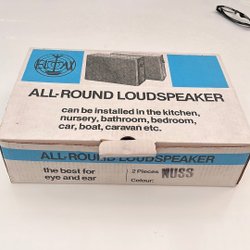 ELTAX
ALL-ROUND LOUDSPEAKER
can be installed in the kitchen,
nursery, bathroom, bedroom,
car, boat, caravan etc.
ALL-ROUND LOUDSPEAKER
the best for
eye and ear
2 Pieces
Colour: NUSS